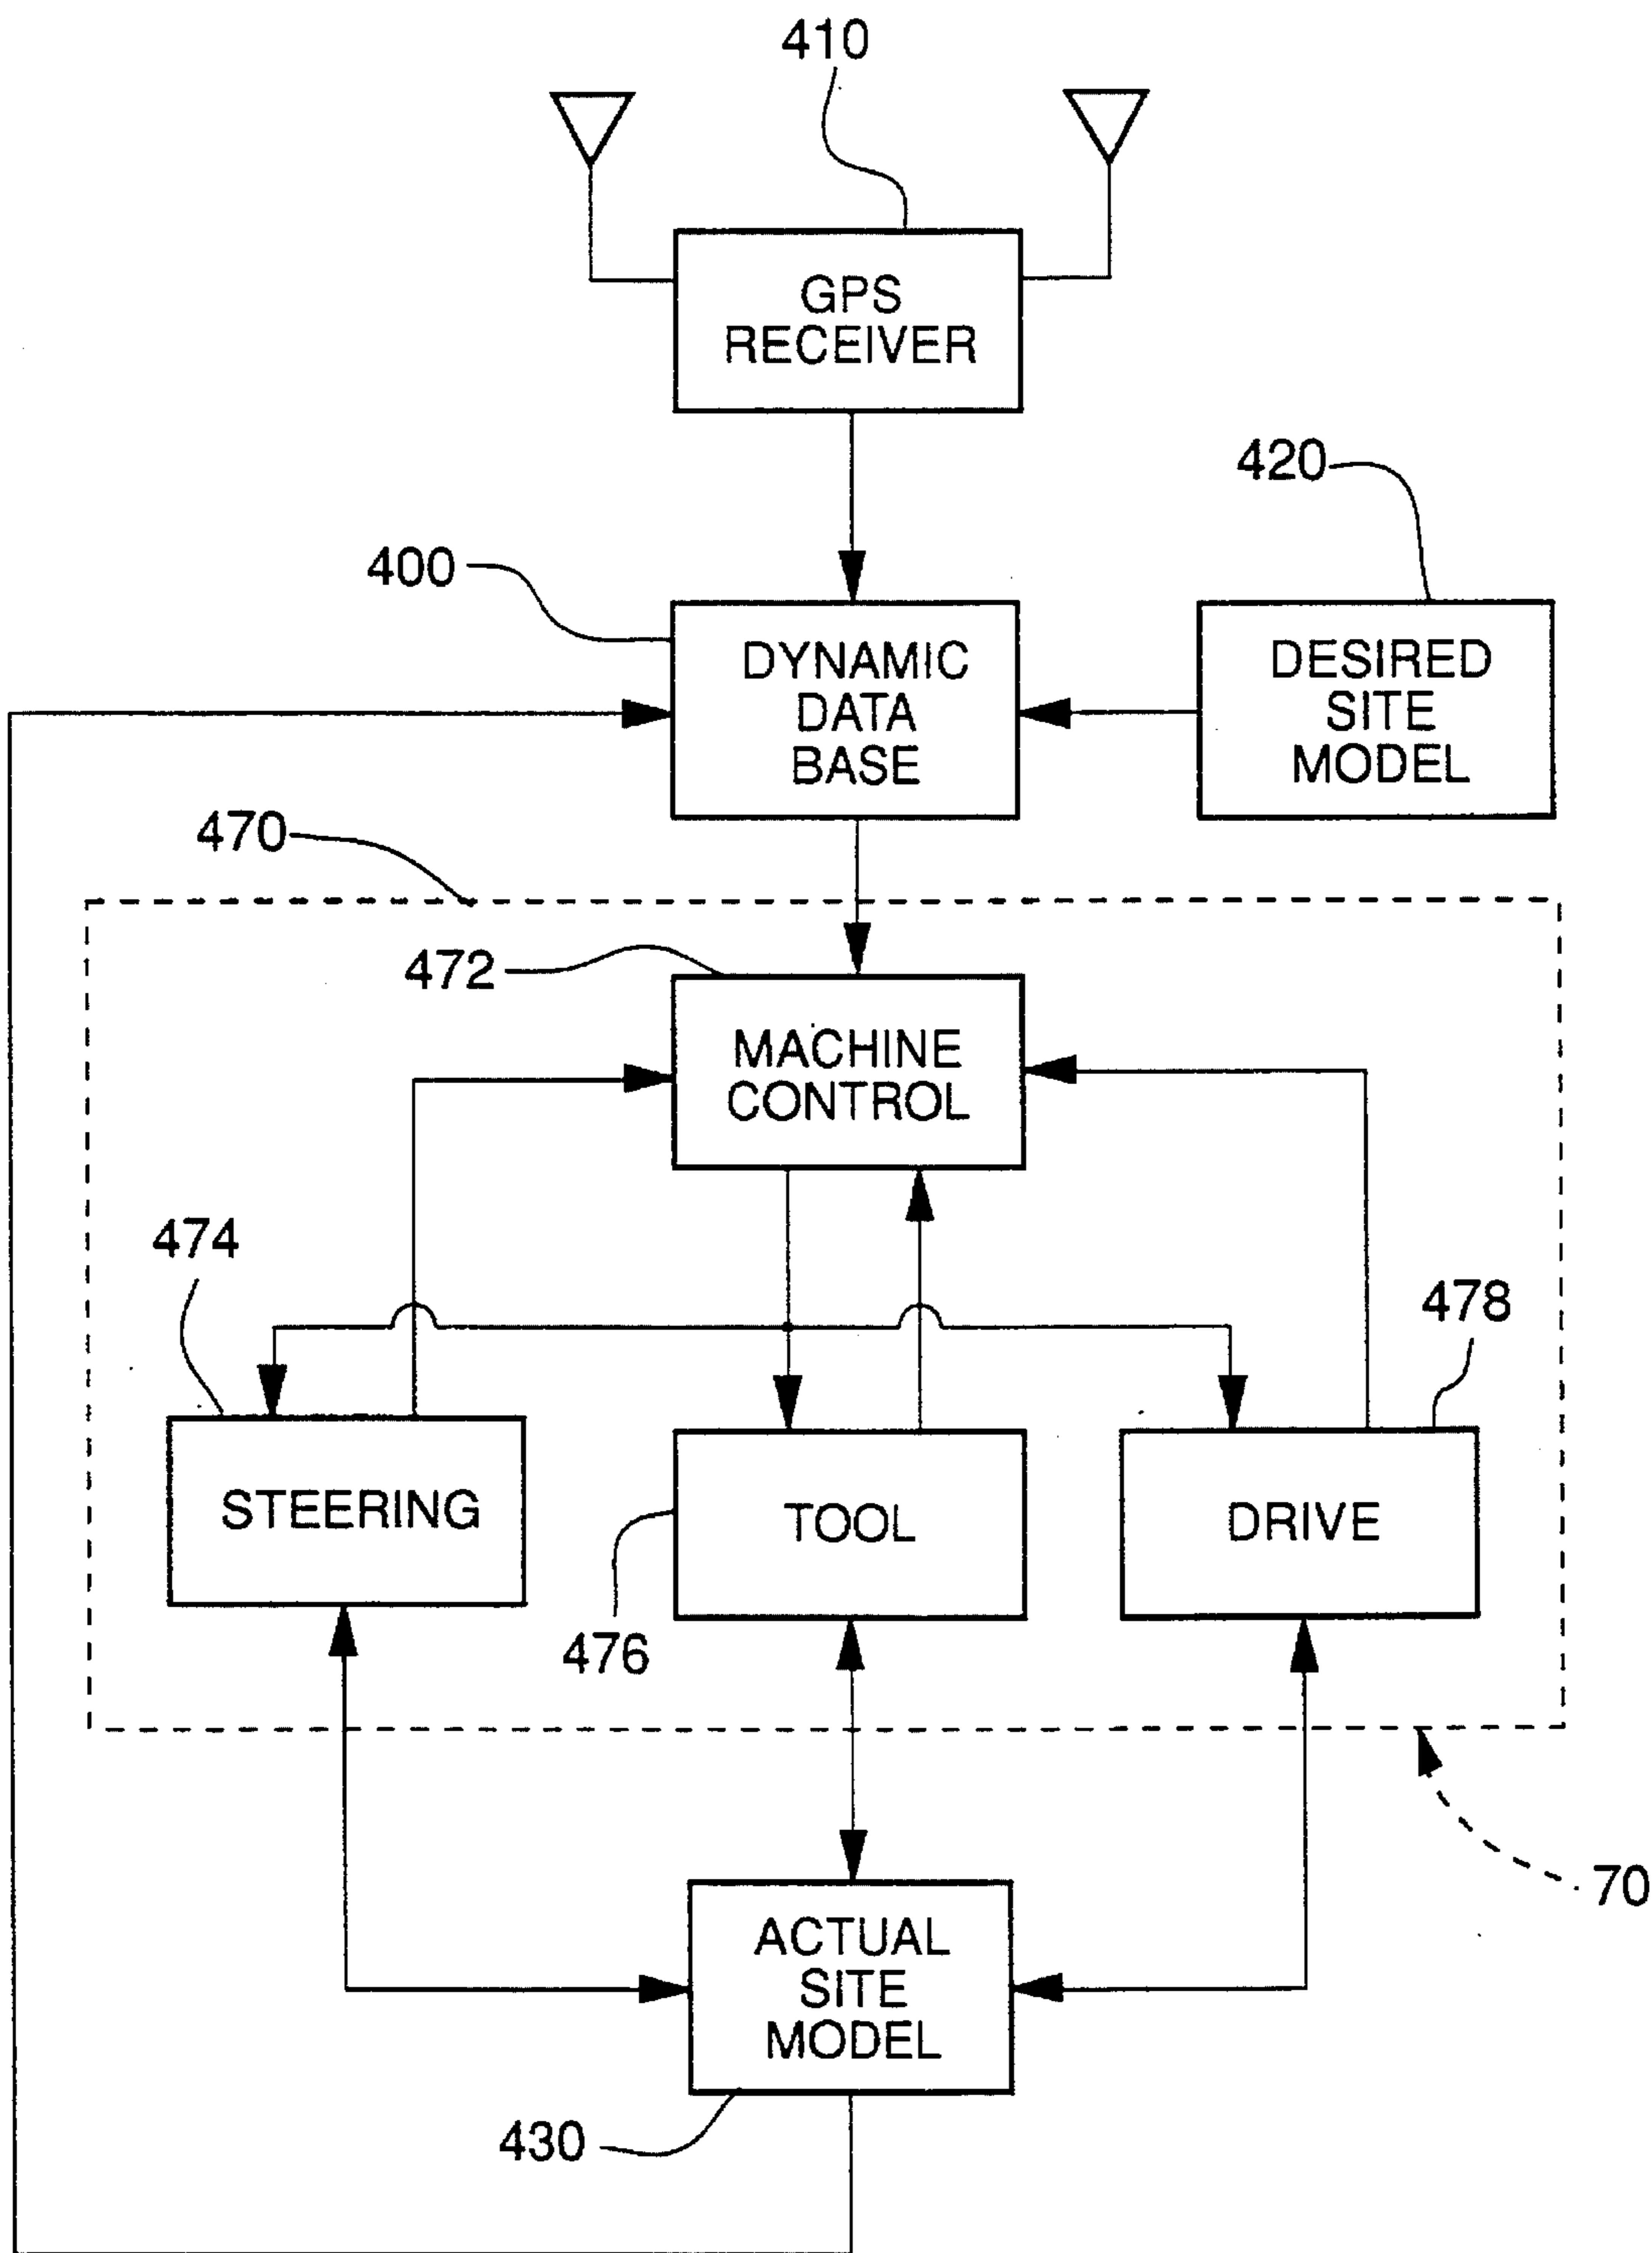 410
GPS
RECEIVER
420
400
DYNAMIC
DATA
BASE
DESIRED
SITE
MODEL
470
472
MACHINE
CONTROL
474
478
STEERING
TOOL
DRIVE
476
70
ACTUAL
SITE
MODEL
430